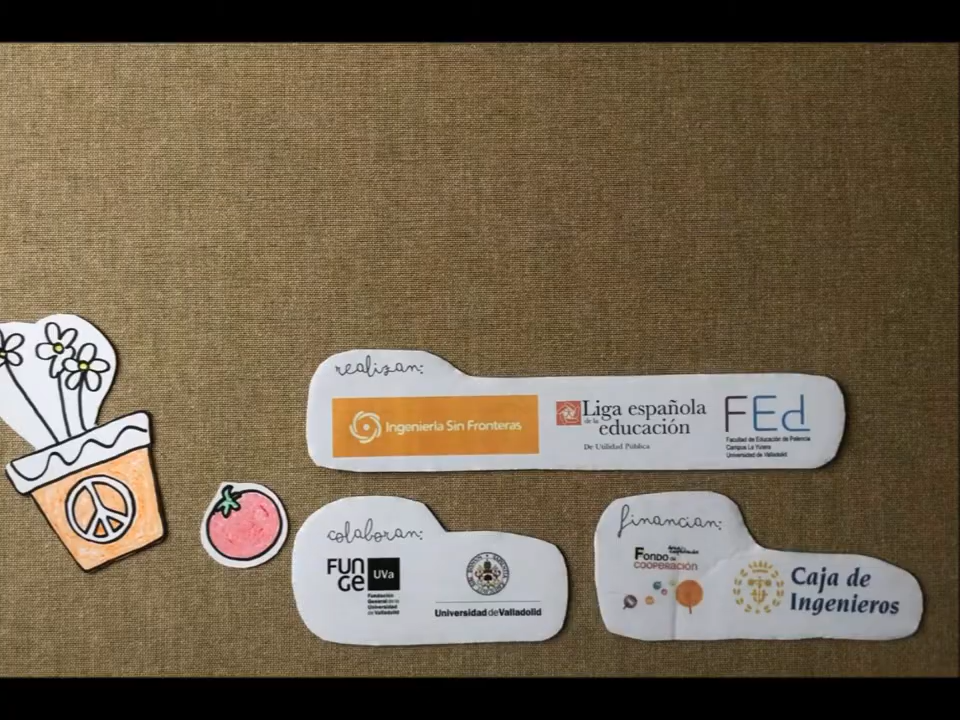 realizan:
Ingeniería Sin Fronteras
Liga española
de la educación
De Utilidad Pública
FEd
Facultad de Educación de Palencia
Campus La Yutera
Universidad de Valladolid
colaboran:
FUN
GE
UVa
Fundación
General de la
Universidad
de Valladolid
Universidad de Valladolid
financian:
FONDO DE
COOPERACIÓN
Caja de
Ingenieros